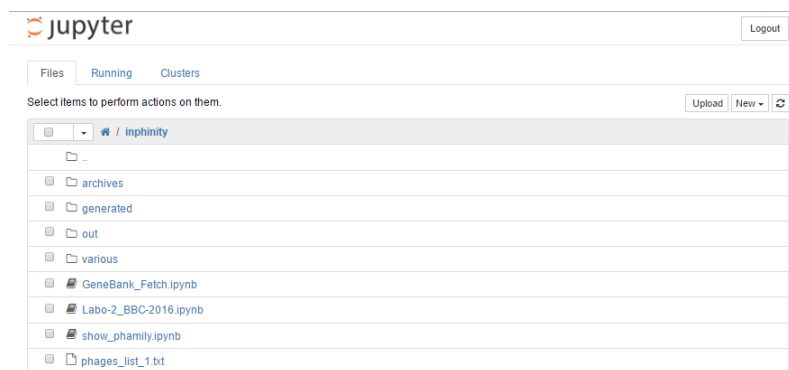 jupyter
Logout
Files Running Clusters
Select items to perform actions on them.
Upload New
/ inphinity
..
archives
generated
out
various
GeneBank_Fetch.ipynb
Labo-2_BBC-2016.ipynb
show_phamily.ipynb
phages_list_1.txt